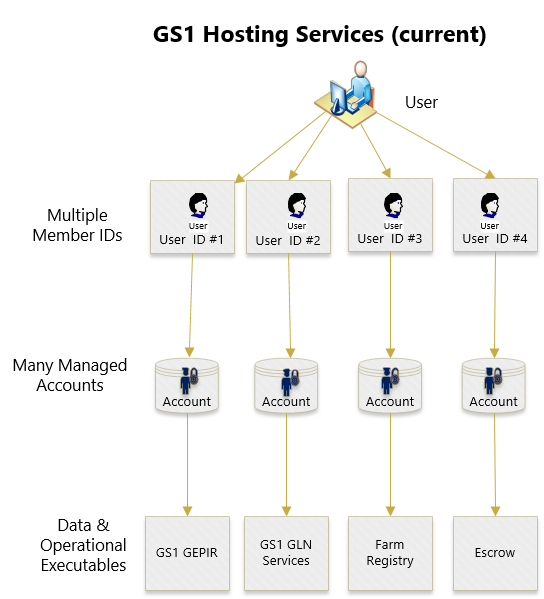 GS1 Hosting Services (current)
User
Multiple
Member IDs
User
User ID #1
User
User ID #2
User
User ID #3
User
User ID #4
Many Managed
Accounts
Account
Account
Account
Account
Data &
Operational
Executables
GS1 GEPIR
GS1 GLN
Services
Farm
Registry
Escrow